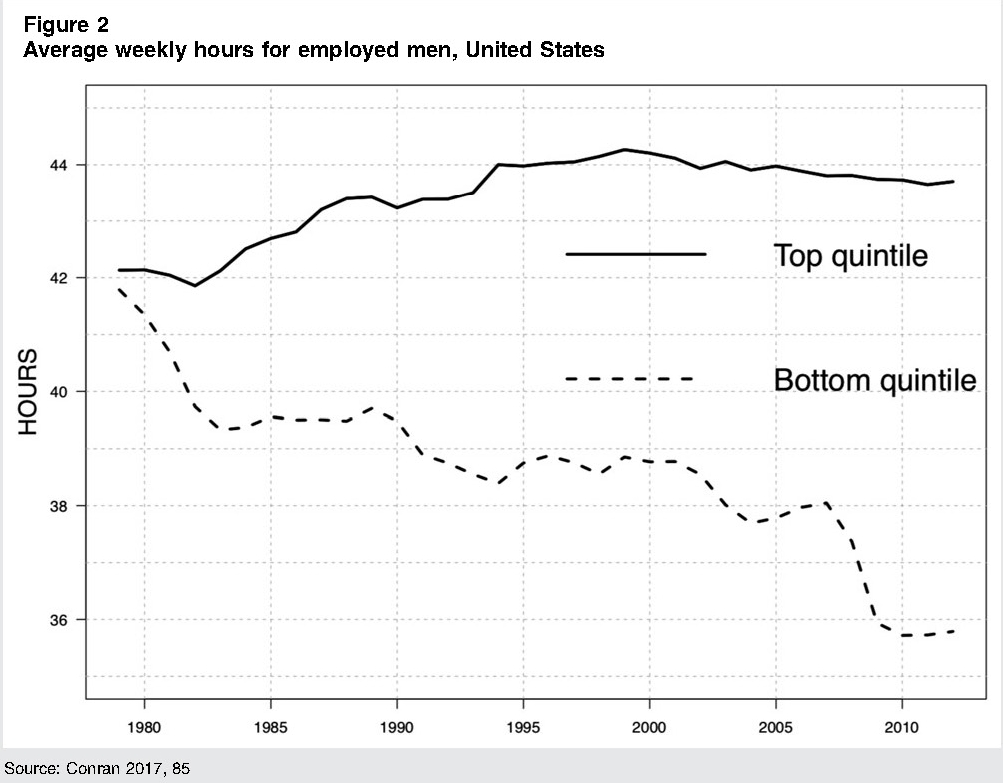 Figure 2
Average weekly hours for employed men, United States
44
42
40
38
36
HOURS
Top quintile
Bottom quintile
1980 1985 1990 1995 2000 2005 2010
Source: Conran 2017, 85